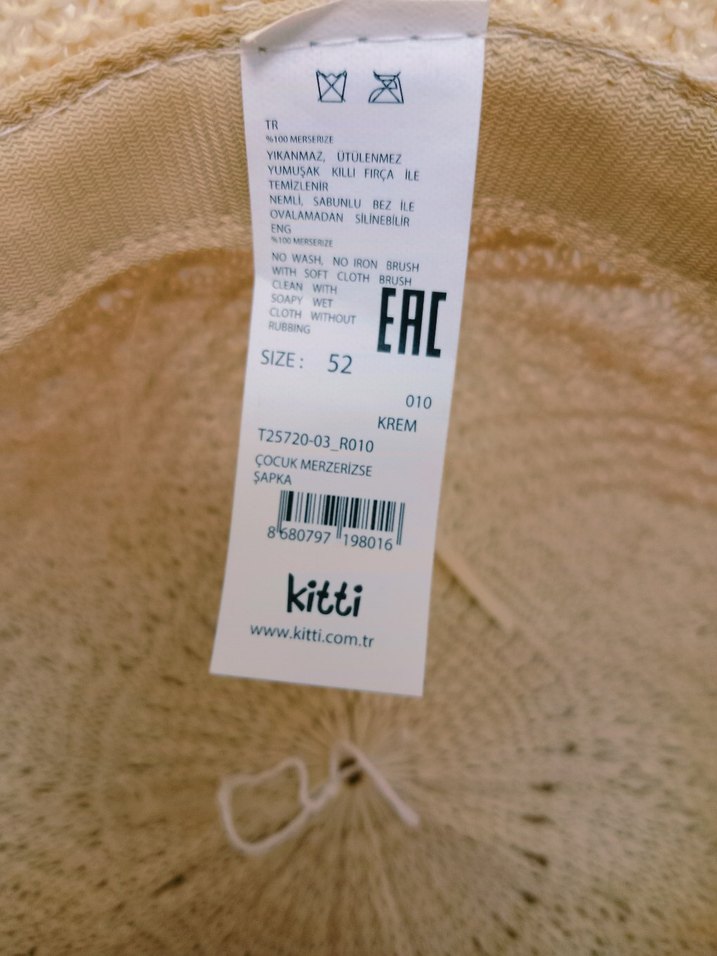 TR
%100 MERSERIZE
YIKANMAZ, ÜTÜLENMEZ
YUMUŞAK KILLI FIRÇA İLE
TEMİZLENİR
NEMLİ, SABUNLU BEZ İLE
OVALAMADAN SİLİNEBİLİR
ENG
%100 MERSERIZE
NO WASH, NO IRON BRUSH
WITH SOFT CLOTH BRUSH
CLEAN WITH
SOAPY WET
CLOTH WITHOUT
RUBBING
EAC
SIZE: 52
010
KREM
T25720-03_R010
ÇOCUK MERZERİZSE
ŞAPKA
8 680797 198016
kitti
www.kitti.com.tr